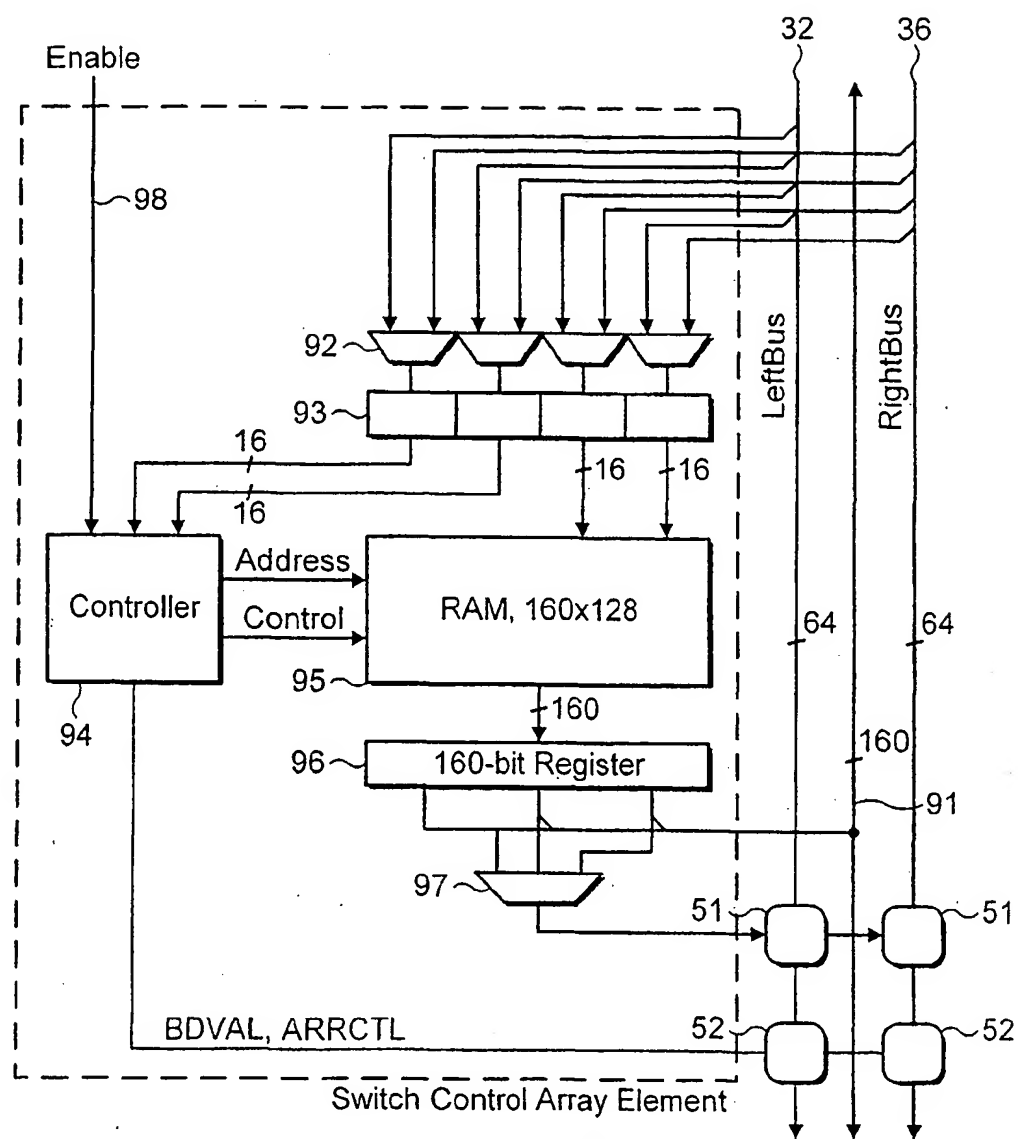 32
36
Enable
98
92
LeftBus
RightBus
93
16
16
16
16
Address
Controller
RAM, 160x128
Control
64
64
95
94
160
160
96
160-bit Register
91
97
51
51
BDVAL, ARRCTL
52
52
Switch Control Array Element